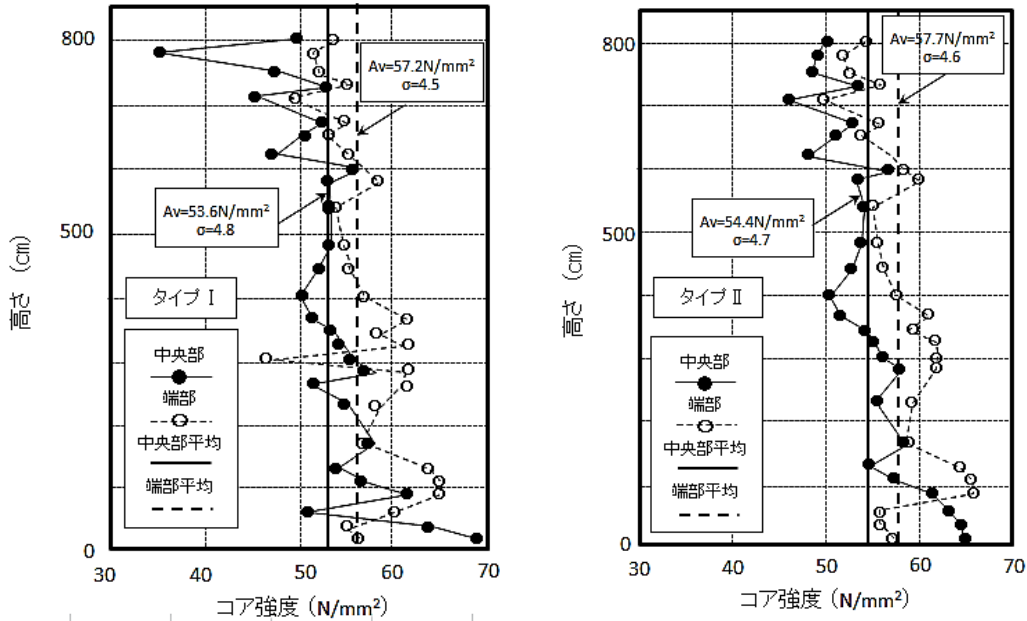 800
500
0
高さ (cm)
Av=57.2N/mm²
σ=4.5
Av=53.6N/mm²
σ=4.8
タイプ Ⅰ
中央部
端部
中央部平均
端部平均
30
40
50
60
70
コア強度 (N/mm²)
800
500
0
高さ (cm)
Av=57.7N/mm²
σ=4.6
Av=54.4N/mm²
σ=4.7
タイプ Ⅱ
中央部
端部
中央部平均
端部平均
30
40
50
60
70
コア強度 (N/mm²)